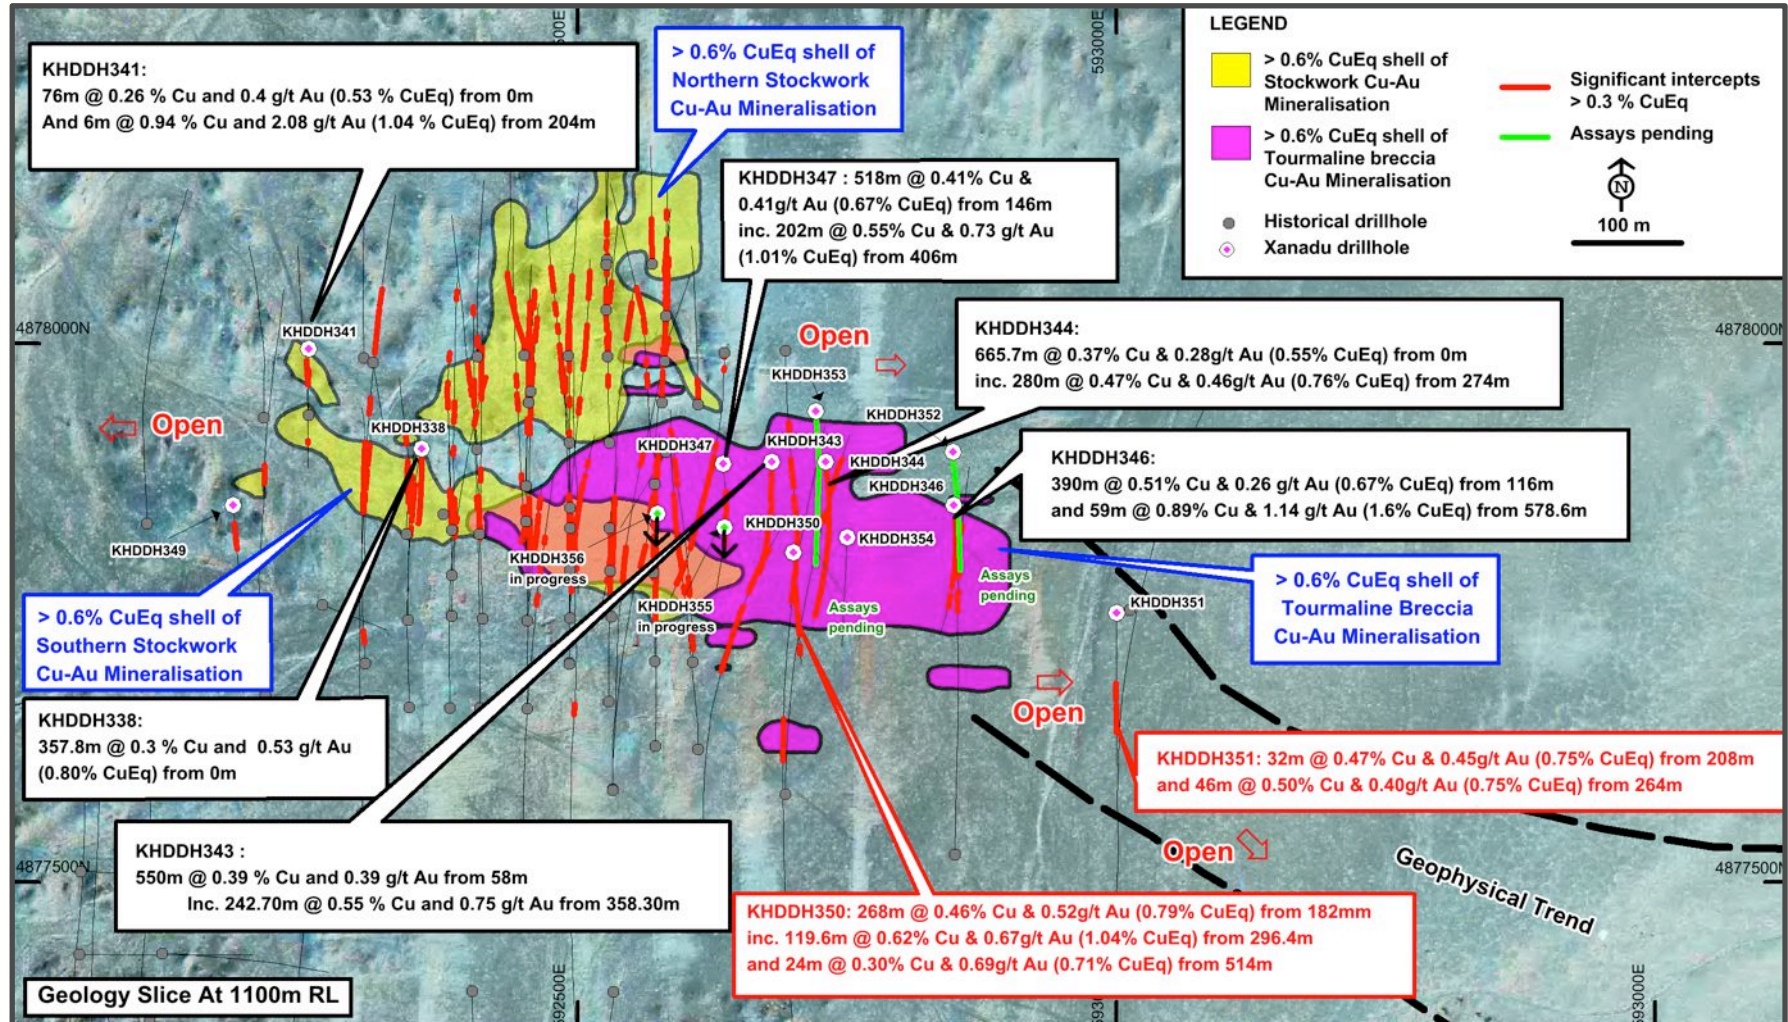 KHDDH341:
76m @ 0.26 % Cu and 0.4 g/t Au (0.53 % CuEq) from 0m
And 6m @ 0.94 % Cu and 2.08 g/t Au (1.04 % CuEq) from 204m
> 0.6% CuEq shell of
Northern Stockwork
Cu-Au Mineralisation
593000E
LEGEND
> 0.6% CuEq shell of
Stockwork Cu-Au
Mineralisation
> 0.6% CuEq shell of
Tourmaline breccia
Cu-Au Mineralisation
Historical drillhole
Xanadu drillhole
Significant intercepts
> 0.3 % CuEq
Assays pending
N
100 m
KHDDH347 : 518m @ 0.41% Cu &
0.41g/t Au (0.67% CuEq) from 146m
inc. 202m @ 0.55% Cu & 0.73 g/t Au
(1.01% CuEq) from 406m
4878000N
KHDDH341
Open
KHDDH353
KHDDH344:
665.7m @ 0.37% Cu & 0.28g/t Au (0.55% CuEq) from 0m
inc. 280m @ 0.47% Cu & 0.46g/t Au (0.76% CuEq) from 274m
4878000N
Open
KHDDH338
KHDDH347
KHDDH343
KHDDH352
KHDDH344
KHDDH346
KHDDH346:
390m @ 0.51% Cu & 0.26 g/t Au (0.67% CuEq) from 116m
and 59m @ 0.89% Cu & 1.14 g/t Au (1.6% CuEq) from 578.6m
KHDDH349
KHDDH350
KHDDH354
KHDDH356
in progress
KHDDH355
in progress
Assays
pending
Assays
pending
> 0.6% CuEq shell of
Tourmaline Breccia
Cu-Au Mineralisation
KHDDH351
> 0.6% CuEq shell of
Southern Stockwork
Cu-Au Mineralisation
Open
KHDDH338:
357.8m @ 0.3 % Cu and 0.53 g/t Au
(0.80% CuEq) from 0m
KHDDH351: 32m @ 0.47% Cu & 0.45g/t Au (0.75% CuEq) from 208m
and 46m @ 0.50% Cu & 0.40g/t Au (0.75% CuEq) from 264m
4877500N
KHDDH343 :
550m @ 0.39 % Cu and 0.39 g/t Au from 58m
Inc. 242.70m @ 0.55 % Cu and 0.75 g/t Au from 358.30m
Open
Geophysical Trend
4877500N
KHDDH350: 268m @ 0.46% Cu & 0.52g/t Au (0.79% CuEq) from 182mm
inc. 119.6m @ 0.62% Cu & 0.67g/t Au (1.04% CuEq) from 296.4m
and 24m @ 0.30% Cu & 0.69g/t Au (0.71% CuEq) from 514m
Geology Slice At 1100m RL
592500E
593000E